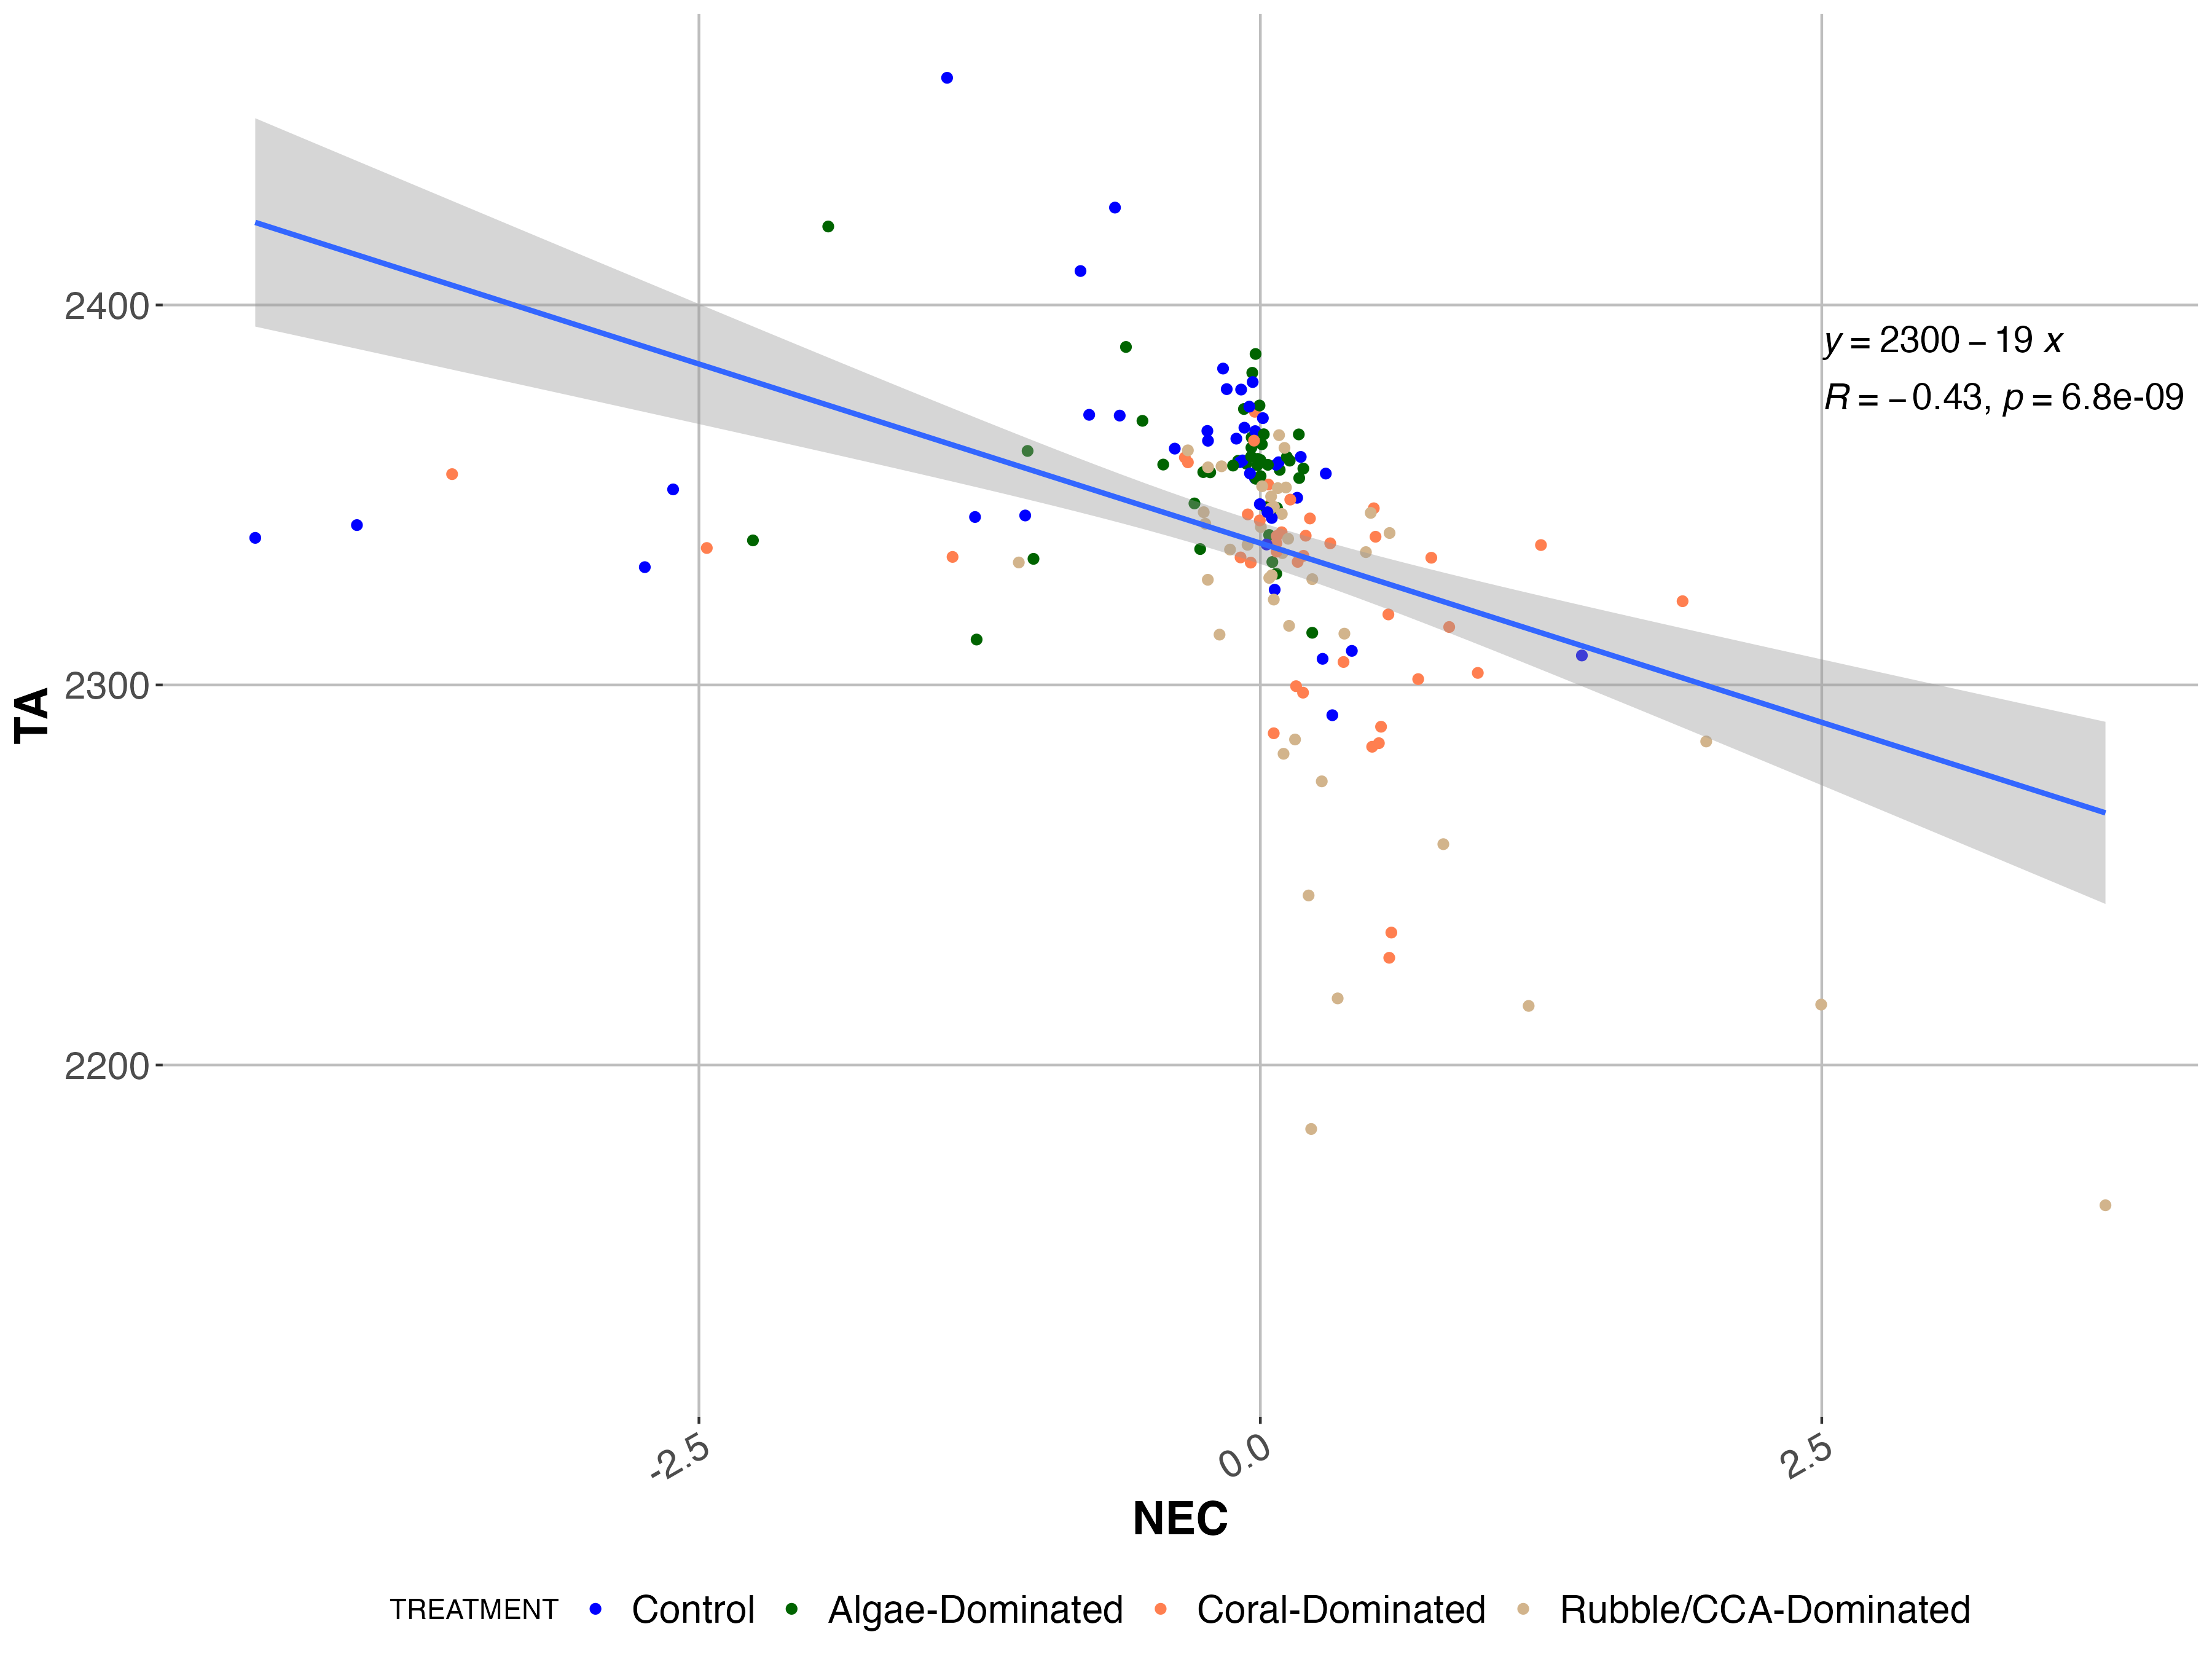 2400
y = 2300 − 19 x
R = − 0.43, p = 6.8e-09
TA
2300
2200
-2.5
0.0
2.5
NEC
TREATMENT Control Algae-Dominated Coral-Dominated Rubble/CCA-Dominated